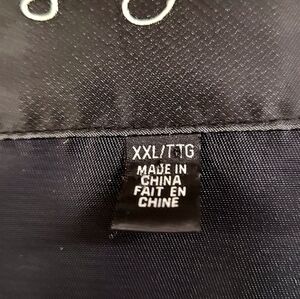 XXL/TTG
MADE IN
CHINA
FAIT EN
CHINE